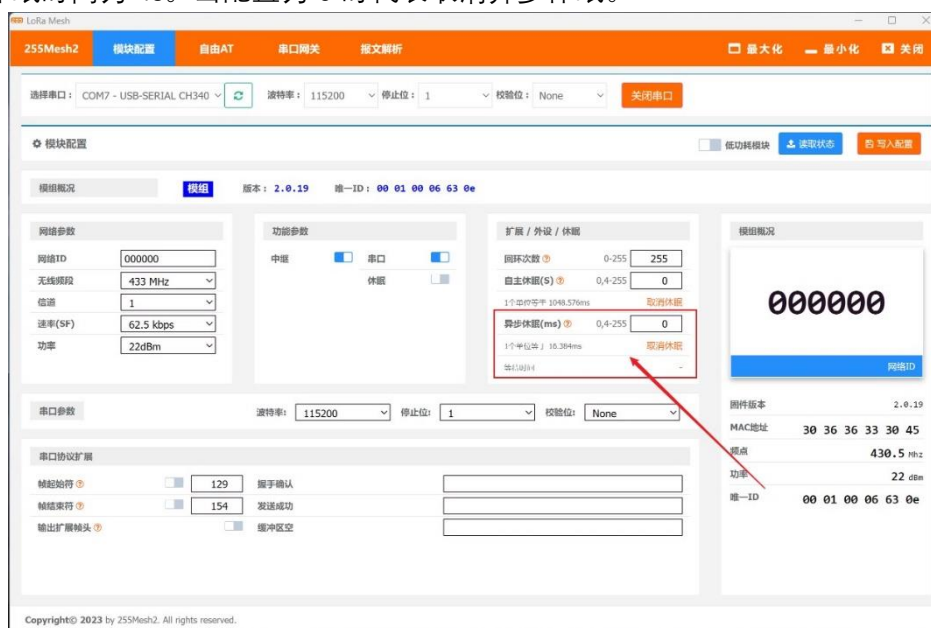 LoRa Mesh
255Mesh2 模块配置 自由AT 串口网关 报文解析 最大化 最小化 关闭
选择串口： COM7 - USB-SERIAL CH340 波特率： 115200 停止位： 1 校验位： None 关闭串口
模块配置 低功耗模块 读取状态 写入配置
模组概况 模组 版本： 2.0.19 唯一ID： 00 01 00 06 63 0e
网络参数 功能参数 扩展 / 外设 / 休眠 模组概况
网络ID 000000 中继 串口 回环次数 0-255 255
无线频段 433 MHz 休眠 自主休眠(S) 0,4-255 0
信道 1 1个单位等于 1048.576ms 取消休眠
000000
速率(SF) 62.5 kbps 异步休眠(ms) 0,4-255 0
功率 22dBm 1个单位等于 16.384ms 取消休眠
网络ID
-
串口参数 波特率: 115200 停止位: 1 校验位: None
固件版本 2.0.19
MAC地址 30 36 36 33 30 45
频点 430.5 Mhz
功率 22 dBm
唯一ID 00 01 00 06 63 0e
串口协议扩展
帧起始符 129 握手确认
帧结束符 154 发送成功
输出扩展帧头 缓冲区空
Copyright© 2023 by 255Mesh2. All rights reserved.